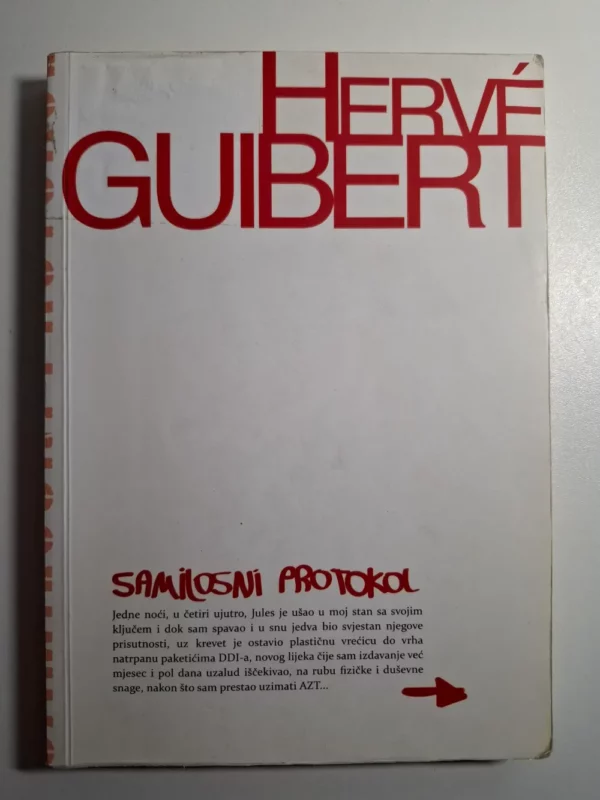 HERVÉ
GUIBERT
SAMILOSNI PROTOKOL
Jedne noći, u četiri ujutro, Jules je ušao u moj stan sa svojim
ključem i dok sam spavao i u snu jedva bio svjestan njegove
prisutnosti, uz krevet je ostavio plastičnu vrećicu do vrha
natrpanu paketićima DDI-a, novog lijeka čije sam izdavanje već
mjesec i pol dana uzalud iščekivao, na rubu fizičke i duševne
snage, nakon što sam prestao uzimati AZT...